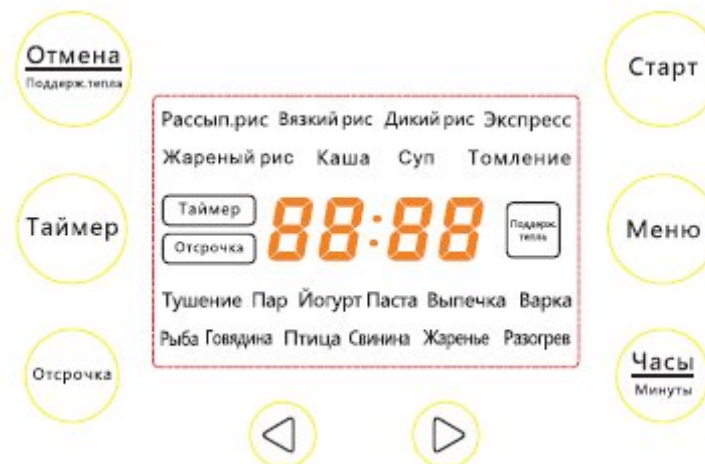 Отмена
Поддерж.тепла
Старт
Рассып.рис Вязкий рис Дикий рис Экспресс
Жареный рис Каша Суп Томление
Таймер
Таймер
Отсрочка
88:88
Поддерж.
тепла
Меню
Тушение Пар Йогурт Паста Выпечка Варка
Рыба Говядина Птица Свинина Жаренье Разогрев
Отсрочка
Часы
Минуты